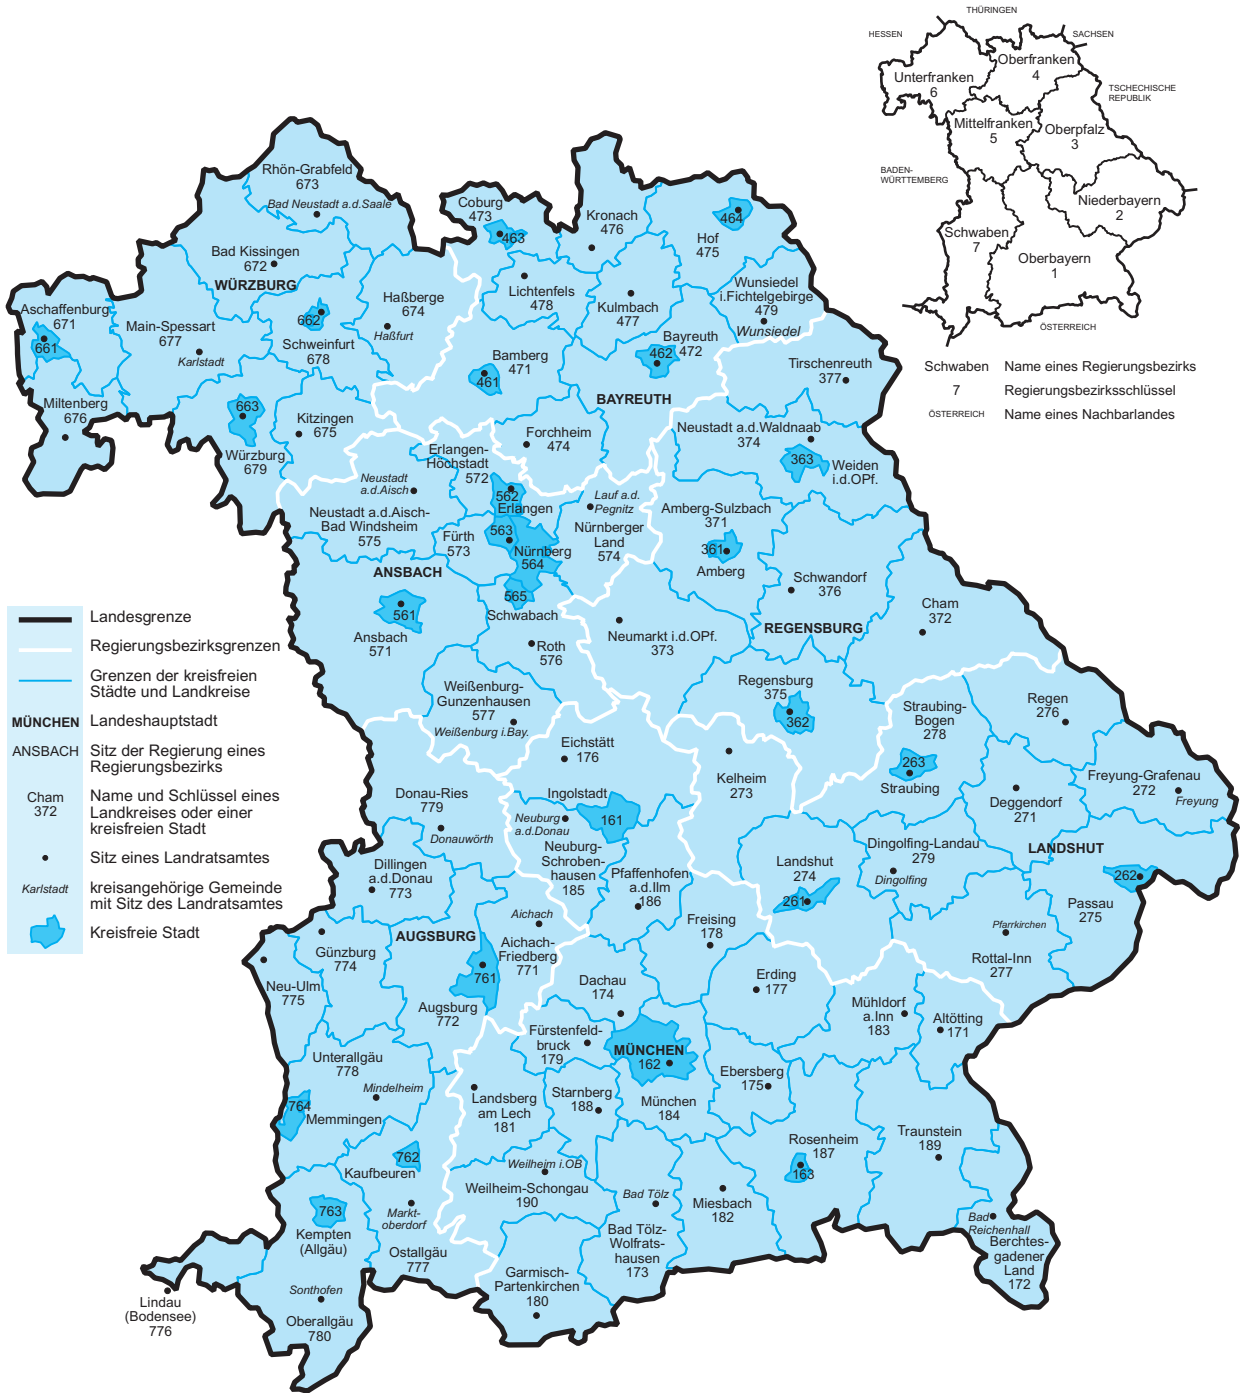 THÜRINGEN
HESSEN
SACHSEN
Oberfranken
4
Unterfranken
6
TSCHECHISCHE
REPUBLIK
Mittelfranken
5
Oberpfalz
3
BADEN-
WÜRTTEMBERG
Niederbayern
2
Schwaben
7
Oberbayern
1
ÖSTERREICH
Schwaben Name eines Regierungsbezirks
7 Regierungsbezirksschlüssel
ÖSTERREICH Name eines Nachbarlandes
Rhön-Grabfeld
673
Bad Neustadt a.d.Saale
Coburg
473
463
Kronach
476
464
Hof
475
Bad Kissingen
672
WÜRZBURG
Haßberge
674
Haßfurt
Lichtenfels
478
Kulmbach
477
Wunsiedel
i.Fichtelgebirge
479
Wunsiedel
Aschaffenburg
671
661
Main-Spessart
677
Karlstadt
662
Schweinfurt
678
Bamberg
471
461
462
Bayreuth
472
BAYREUTH
Tirschenreuth
377
Miltenberg
676
663
Würzburg
679
Kitzingen
675
Forchheim
474
Neustadt a.d.Waldnaab
374
363
Weiden
i.d.OPf.
Erlangen-
Höchstadt
572
562
Erlangen
Neustadt
a.d.Aisch
Neustadt a.d.Aisch-
Bad Windsheim
575
Lauf a.d.
Pegnitz
Nürnberger
Land
574
Fürth
573
563
Nürnberg
564
565
Schwabach
Amberg-Sulzbach
371
361
Amberg
ANSBACH
561
Ansbach
571
Schwandorf
376
Cham
372
REGENSBURG
Roth
576
Neumarkt i.d.OPf.
373
Regensburg
375
362
Weißenburg-
Gunzenhausen
577
Weißenburg i.Bay.
Straubing-
Bogen
278
263
Straubing
Regen
276
Eichstätt
176
Kelheim
273
Freyung-Grafenau
272
Freyung
Deggendorf
271
Landesgrenze
Regierungsbezirksgrenzen
Grenzen der kreisfreien
Städte und Landkreise
MÜNCHEN Landeshauptstadt
ANSBACH Sitz der Regierung eines
Regierungsbezirks
Cham
372
Name und Schlüssel eines
Landkreises oder einer
kreisfreien Stadt
Sitz eines Landratsamtes
Karlstadt kreisangehörige Gemeinde
mit Sitz des Landratsamtes
Kreisfreie Stadt
Donau-Ries
779
Donauwörth
Ingolstadt
161
Neuburg
a.d.Donau
Neuburg-
Schroben-
hausen
185
Dillingen
a.d.Donau
773
Pfaffenhofen
a.d.Ilm
186
Landshut
274
261
Dingolfing-Landau
279
Dingolfing
LANDSHUT
262
Passau
275
Pfarrkirchen
Rottal-Inn
277
Günzburg
774
AUGSBURG
Aichach
Aichach-
Friedberg
771
761
Augsburg
772
Freising
178
Neu-Ulm
775
Dachau
174
Erding
177
Mühldorf
a.Inn
183
Altötting
171
Fürstenfeld-
bruck
179
MÜNCHEN
162
München
184
Ebersberg
175
Unterallgäu
778
Mindelheim
764
Memmingen
Landsberg
am Lech
181
Starnberg
188
Rosenheim
187
163
Traunstein
189
762
Kaufbeuren
Weilheim i.OB
Weilheim-Schongau
190
Bad Tölz
Bad Tölz-
Wolfrats-
hausen
173
Miesbach
182
763
Kempten
(Allgäu)
Markt-
oberdorf
Ostallgäu
777
Bad
Reichenhall
Berchtes-
gadener
Land
172
Garmisch-
Partenkirchen
180
Lindau
(Bodensee)
776
Sonthofen
Oberallgäu
780